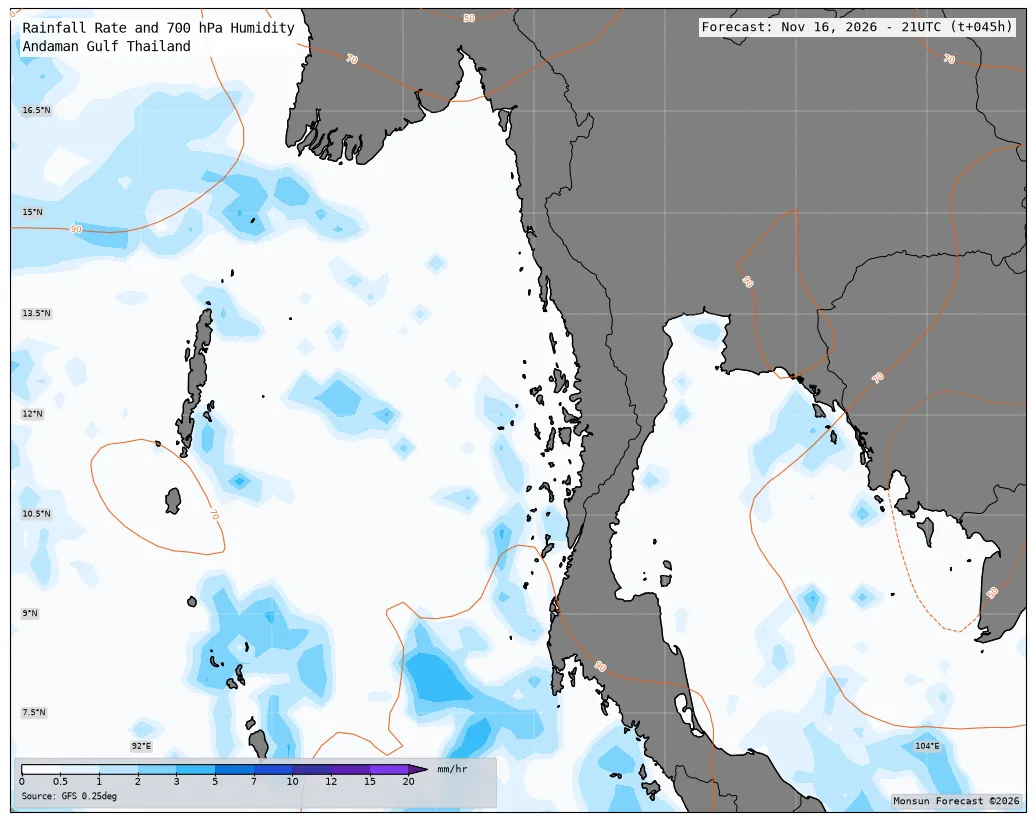 Rainfall Rate and 700 hPa Humidity
Andaman Gulf Thailand
Forecast: Nov 16, 2026 - 21UTC (t+045h)
50
70
70
16.5°N
15°N
90
90
13.5°N
70
12°N
10.5°N
70
9°N
50
90
7.5°N
92°E
104°E
mm/hr
0 0.5 1 2 3 5 7 10 12 15 20
Source: GFS 0.25deg
Monsun Forecast ©2026